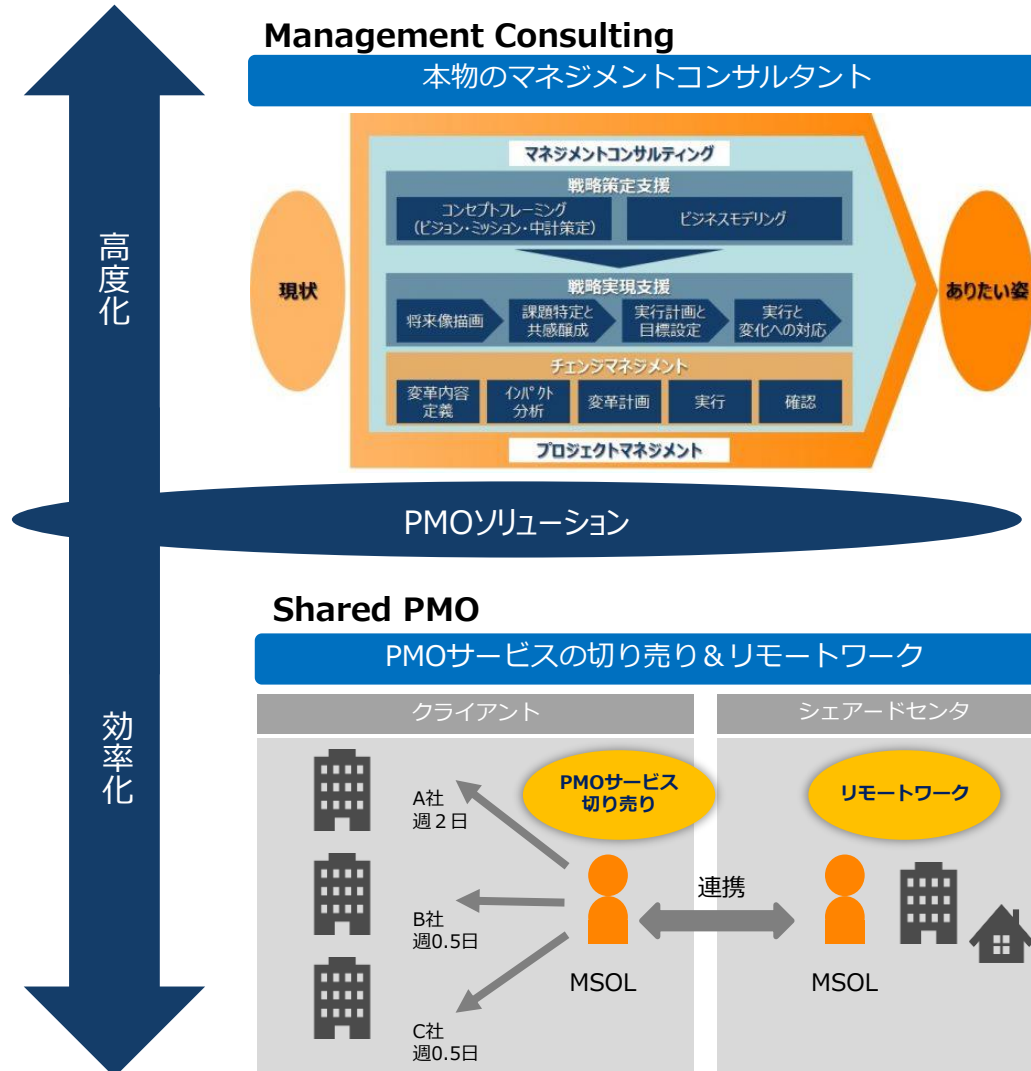 Management Consulting
本物のマネジメントコンサルタント
マネジメントコンサルティング
戦略策定支援
コンセプトフレーミング
(ビジョン・ミッション・中計策定)
ビジネスモデリング
高度化
現状
ありたい姿
戦略実現支援
将来像描画
課題特定と
共感醸成
実行計画と
目標設定
実行と
変化への対応
チェンジマネジメント
変革内容
定義
インパクト
分析
変革計画
実行
確認
プロジェクトマネジメント
PMOソリューション
Shared PMO
PMOサービスの切り売り&リモートワーク
効率化
クライアント
シェアードセンタ
PMOサービス
切り売り
リモートワーク
A社
週２日
B社
週0.5日
C社
週0.5日
連携
MSOL
MSOL